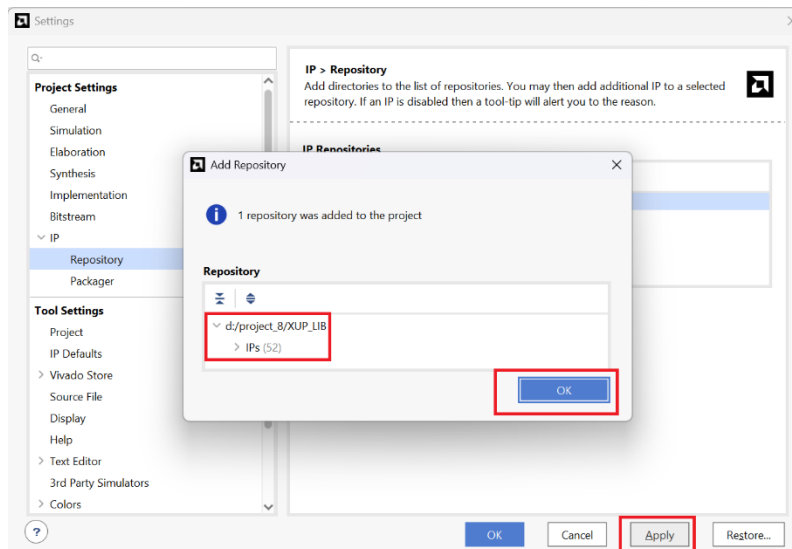 Settings
Q-
Project Settings
General
Simulation
Elaboration
Synthesis
Implementation
Bitstream
IP
Repository
Packager
Tool Settings
Project
IP Defaults
Vivado Store
Source File
Display
Help
Text Editor
3rd Party Simulators
Colors
IP > Repository
Add directories to the list of repositories. You may then add additional IP to a selected
repository. If an IP is disabled then a tool-tip will alert you to the reason.
IP Repositories
Add Repository
1 repository was added to the project
Repository
d:/project_8/XUP_LIB
IPs (52)
OK
?
OK
Cancel
Apply
Restore...